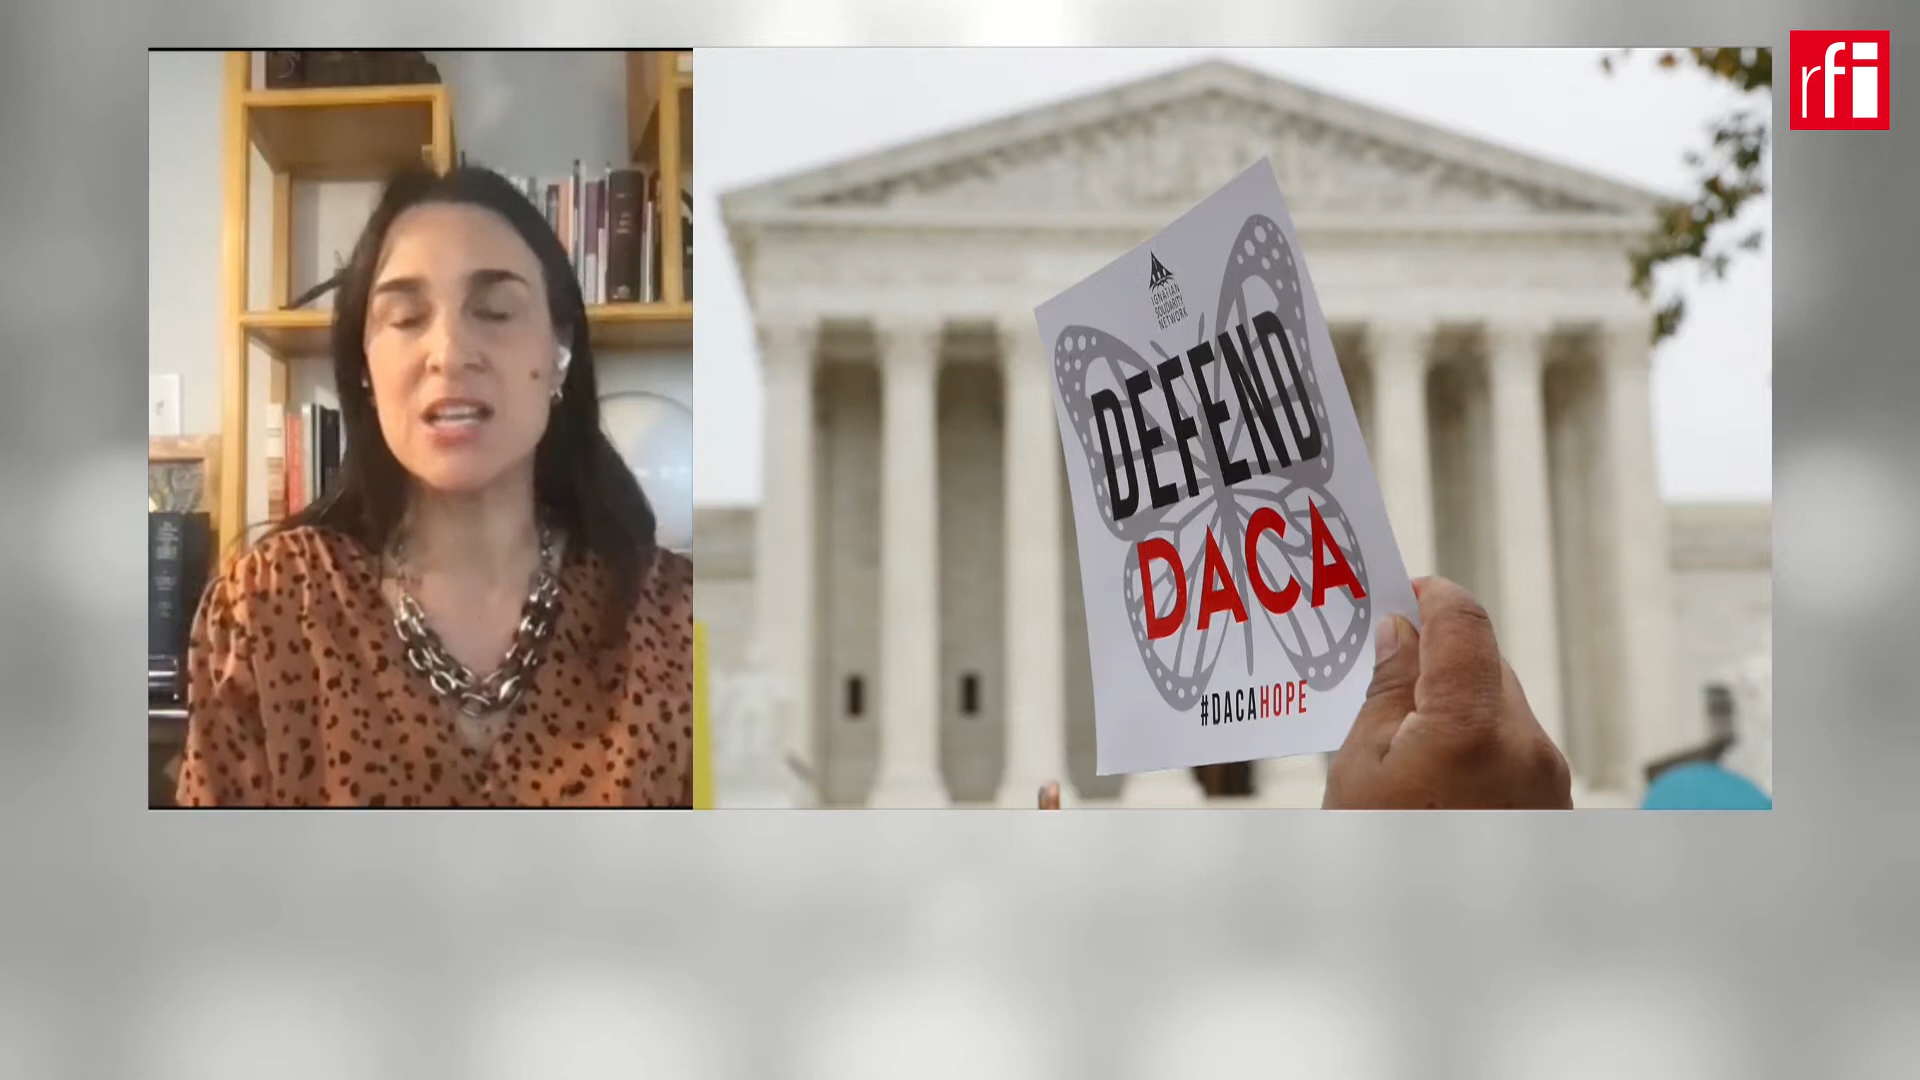 rfi
IGNATIAN
SOLIDARITY
NETWORK
DEFEND
DACA
#DACAHOPE